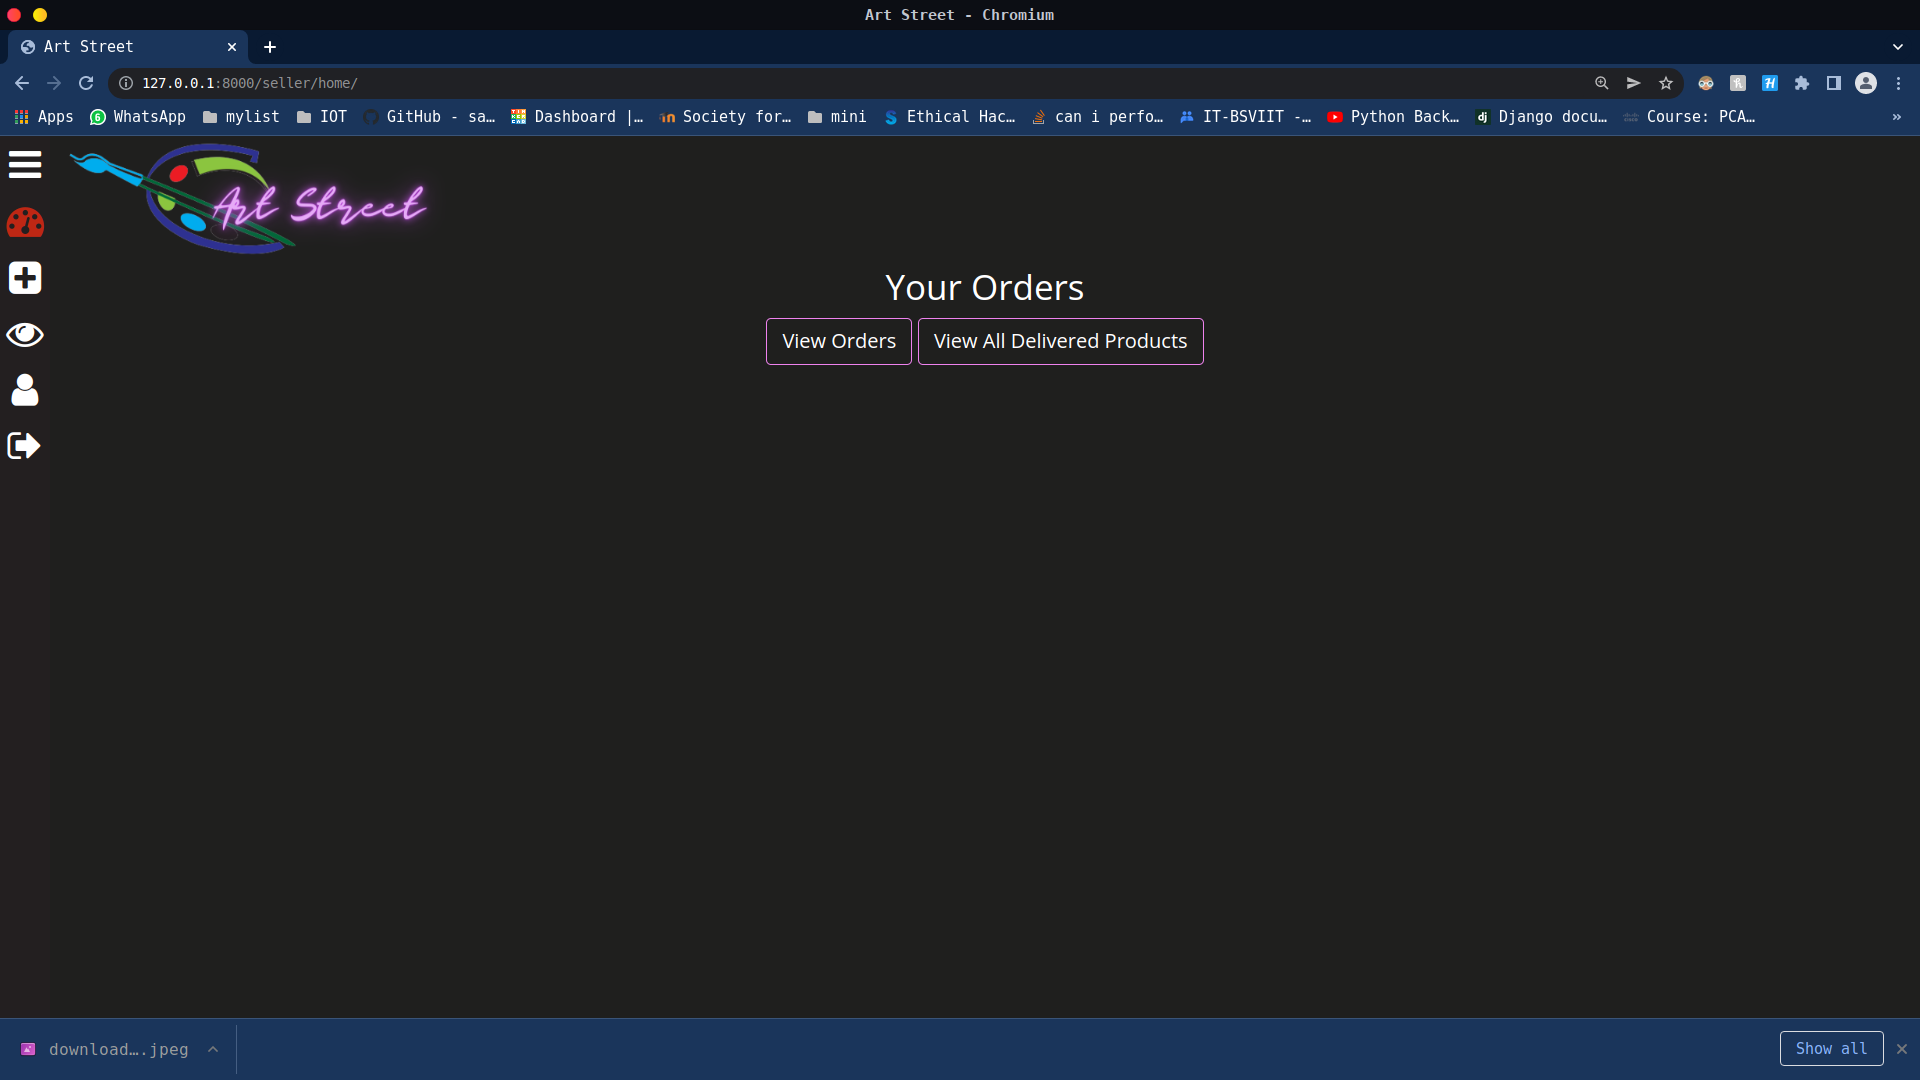 Art Street - Chromium
Art Street
127.0.0.1:8000/seller/home/
Apps WhatsApp mylist IOT GitHub - sa… Dashboard |… Society for… mini Ethical Hac… can i perfo… IT-BSVIIT -… Python Back… Django docu… Course: PCA… »
Art Street
Your Orders
View Orders View All Delivered Products
download….jpeg Show all